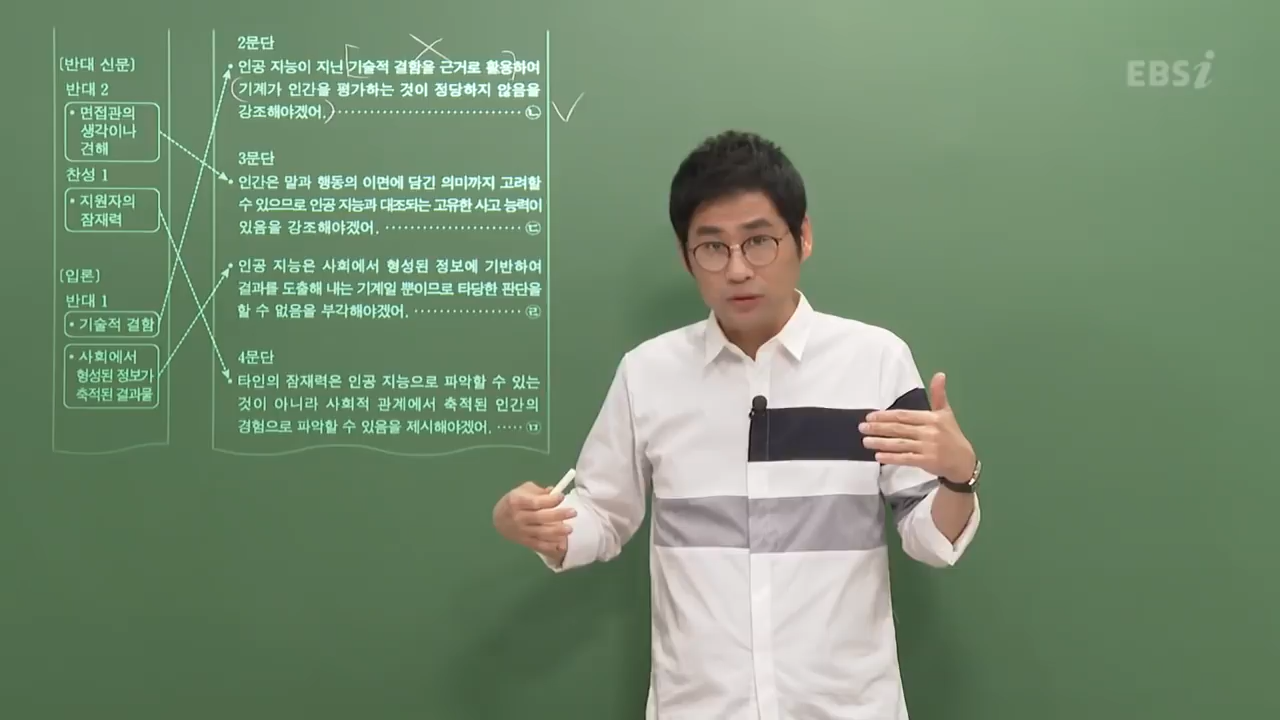 [반대 신문]
반대 2
• 면접관의
생각이나
견해
찬성 1
• 지원자의
잠재력
[입론]
반대 1
• 기술적 결함
• 사회에서
형성된 정보가
축적된 결과물
2문단
• 인공 지능이 지닌 기술적 결함을 근거로 활용하여
기계가 인간을 평가하는 것이 정당하지 않음을
강조해야겠어. ㉡
3문단
• 인간은 말과 행동의 이면에 담긴 의미까지 고려할
수 있으므로 인공 지능과 대조되는 고유한 사고 능력이
있음을 강조해야겠어. ㉢
• 인공 지능은 사회에서 형성된 정보에 기반하여
결과를 도출해 내는 기계일 뿐이므로 타당한 판단을
할 수 없음을 부각해야겠어. ㉣
4문단
• 타인의 잠재력은 인공 지능으로 파악할 수 있는
것이 아니라 사회적 관계에서 축적된 인간의
경험으로 파악할 수 있음을 제시해야겠어. ㉤
EBSi